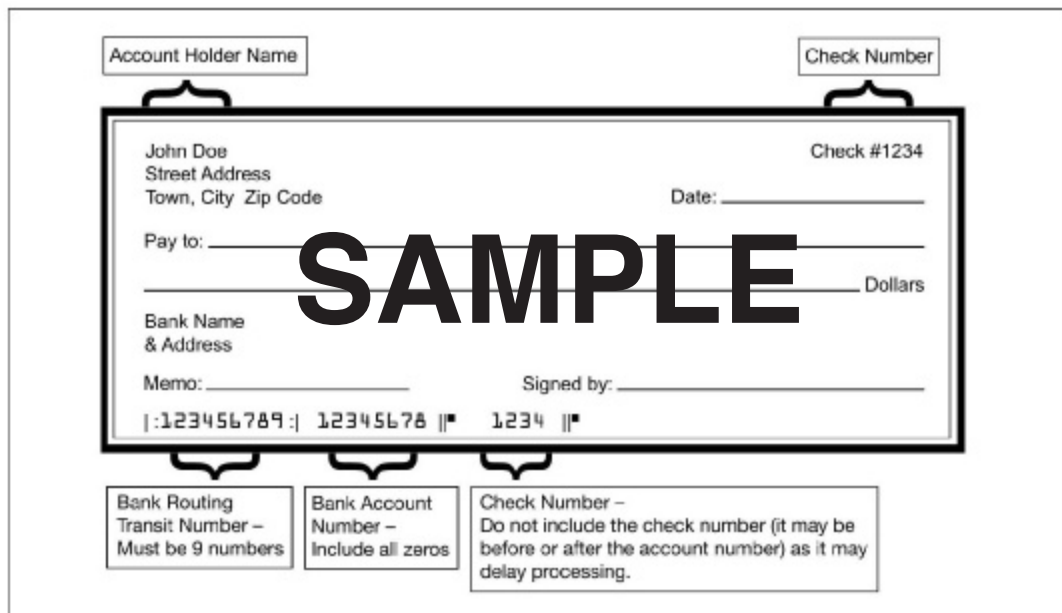 Account Holder Name
Check Number
John Doe
Check #1234
Street Address
Town, City Zip Code
Date:
Pay to:
SAMPLE
Dollars
Bank Name
& Address
Memo:
Signed by:
|:123456789:| 12345678 ||■ 1234 ||■
Bank Routing
Transit Number –
Must be 9 numbers
Bank Account
Number –
Include all zeros
Check Number –
Do not include the check number (it may be
before or after the account number) as it may
delay processing.